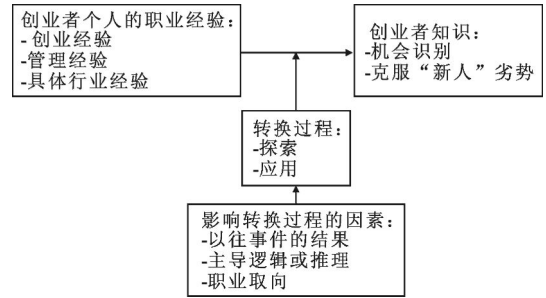 创业者个人的职业经验：
- 创业经验
-管理经验
-具体行业经验
创业者知识：
-机会识别
-克服“新人”劣势
转换过程：
-探索
-应用
影响转换过程的因素：
-以往事件的结果
-主导逻辑或推理
-职业取向